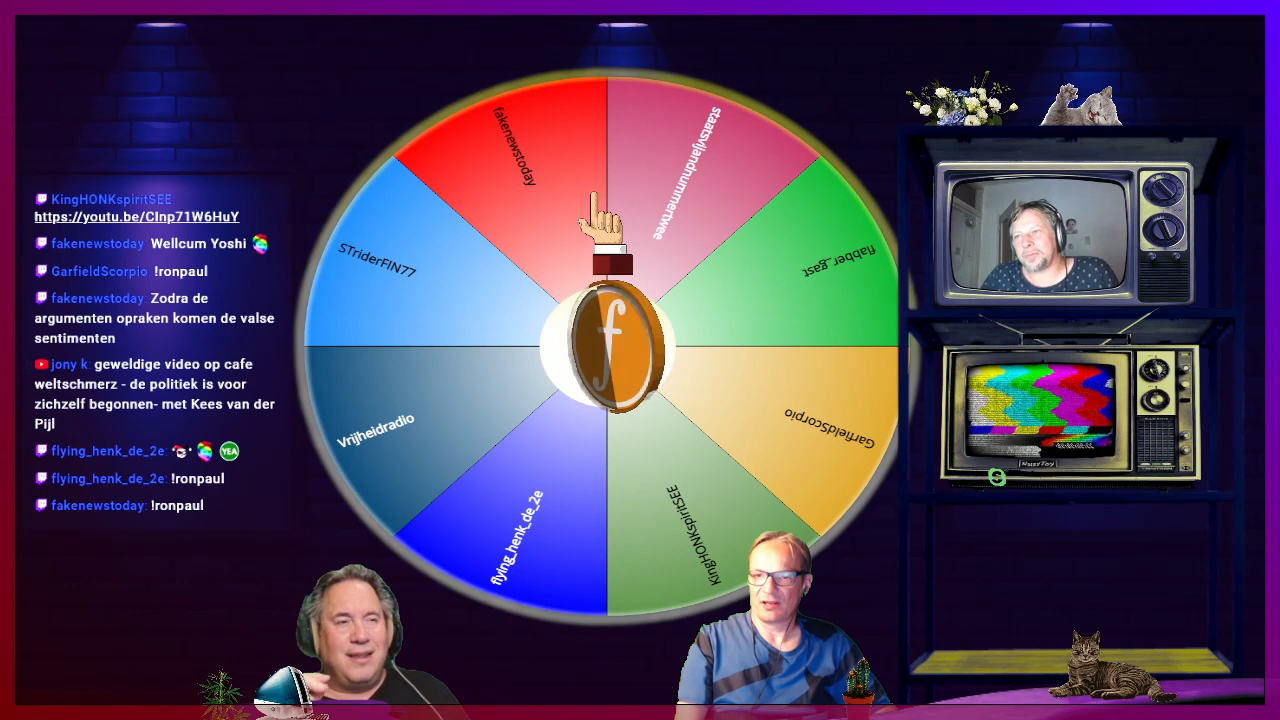 KingHONKspiritSEE
https://youtu.be/CInp71W6HuY
fakenewstoday Wellcum Yoshi
GarfieldScorpio !ronpaul
fakenewstoday Zodra de
argumenten opraken komen de valse
sentimenten
jony k: geweldige video op cafe
weltschmerz - de politiek is voor
zichzelf begonnen- met Kees van der
Pijl
flying_henk_de_2e: YEA
flying_henk_de_2e: !ronpaul
fakenewstoday: !ronpaul
fakenewstoday
staatsvijandnummertwee
flabber_gast
GarfieldScorpio
KingHONKspiritSEE
flying_henk_de_2e
Vrijheidradio
STriderFIN77
f